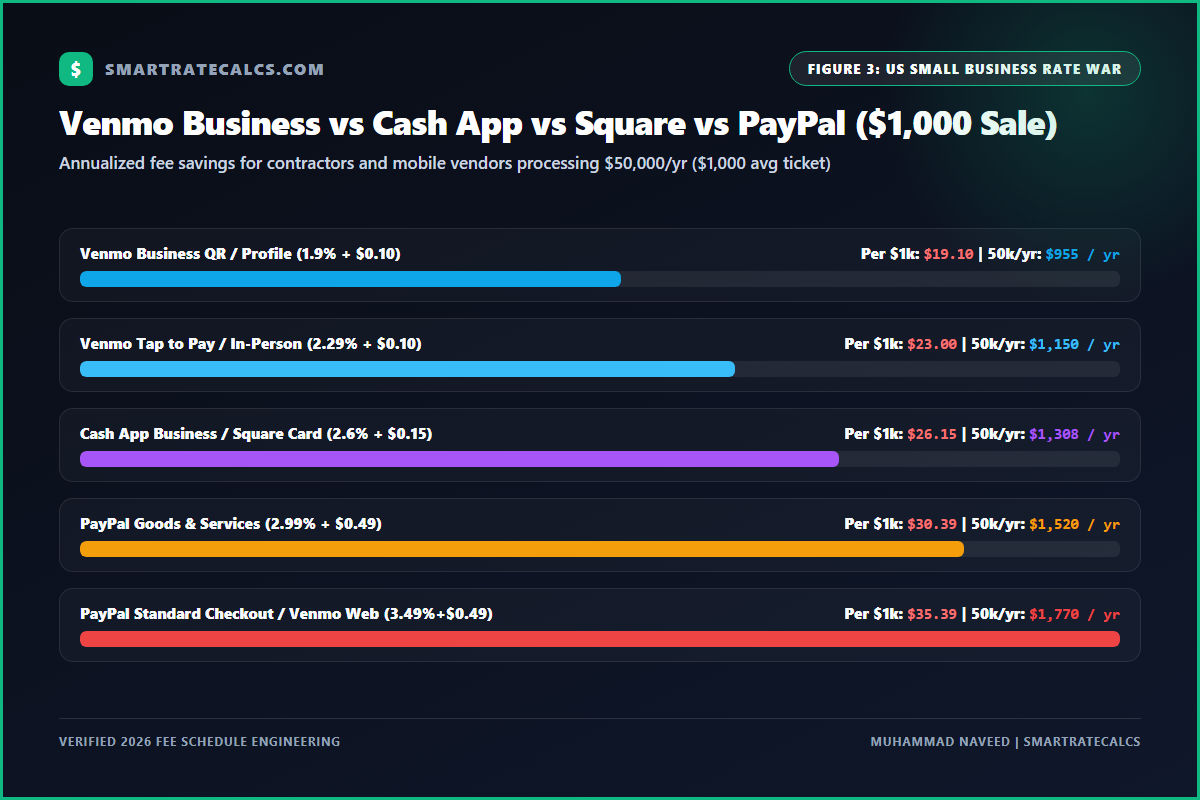 $ SMARTRATECALCS.COM
FIGURE 3: US SMALL BUSINESS RATE WAR
Venmo Business vs Cash App vs Square vs PayPal ($1,000 Sale)
Annualized fee savings for contractors and mobile vendors processing $50,000/yr ($1,000 avg ticket)
Venmo Business QR / Profile (1.9% + $0.10)
Per $1k: $19.10 | 50k/yr: $955 / yr
Venmo Tap to Pay / In-Person (2.29% + $0.10)
Per $1k: $23.00 | 50k/yr: $1,150 / yr
Cash App Business / Square Card (2.6% + $0.15)
Per $1k: $26.15 | 50k/yr: $1,308 / yr
PayPal Goods & Services (2.99% + $0.49)
Per $1k: $30.39 | 50k/yr: $1,520 / yr
PayPal Standard Checkout / Venmo Web (3.49%+$0.49)
Per $1k: $35.39 | 50k/yr: $1,770 / yr
VERIFIED 2026 FEE SCHEDULE ENGINEERING
MUHAMMAD NAVEED | SMARTRATECALCS